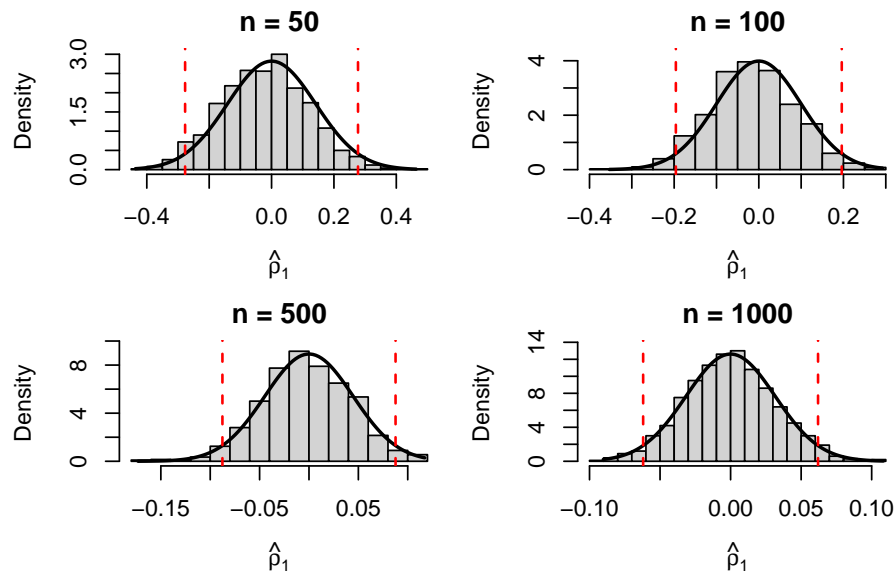 n = 50
Density
0.0 1.5 3.0
−0.4 0.0 0.2 0.4
ρ̂1
n = 100
Density
0 2 4
−0.4 −0.2 0.0 0.2
ρ̂1
n = 500
Density
0 4 8
−0.15 −0.05 0.05
ρ̂1
n = 1000
Density
0 4 8 14
−0.10 0.00 0.05 0.10
ρ̂1